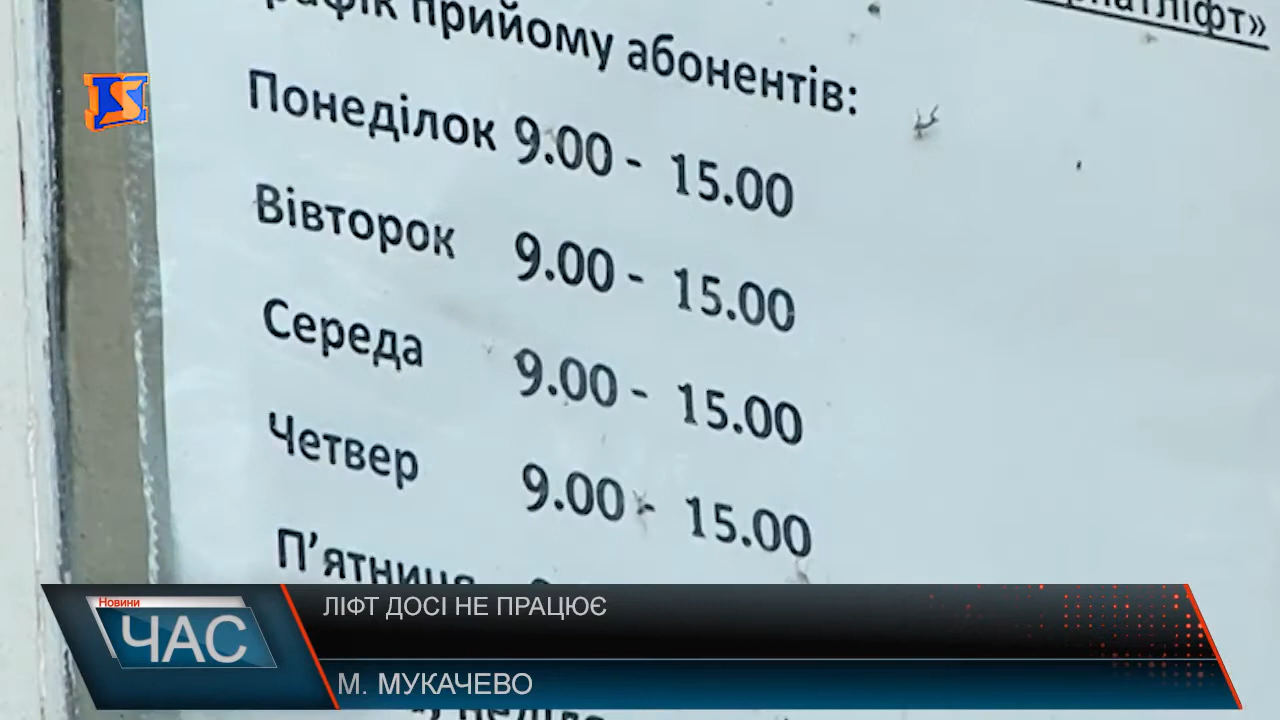 прийому абонентів:
Понеділок 9.00 - 15.00
Вівторок 9.00 - 15.00
Середа 9.00 - 15.00
Четвер 9.00 - 15.00
П'ятниця
Новини
ЧАС
ЛІФТ ДОСІ НЕ ПРАЦЮЄ
М. МУКАЧЕВО